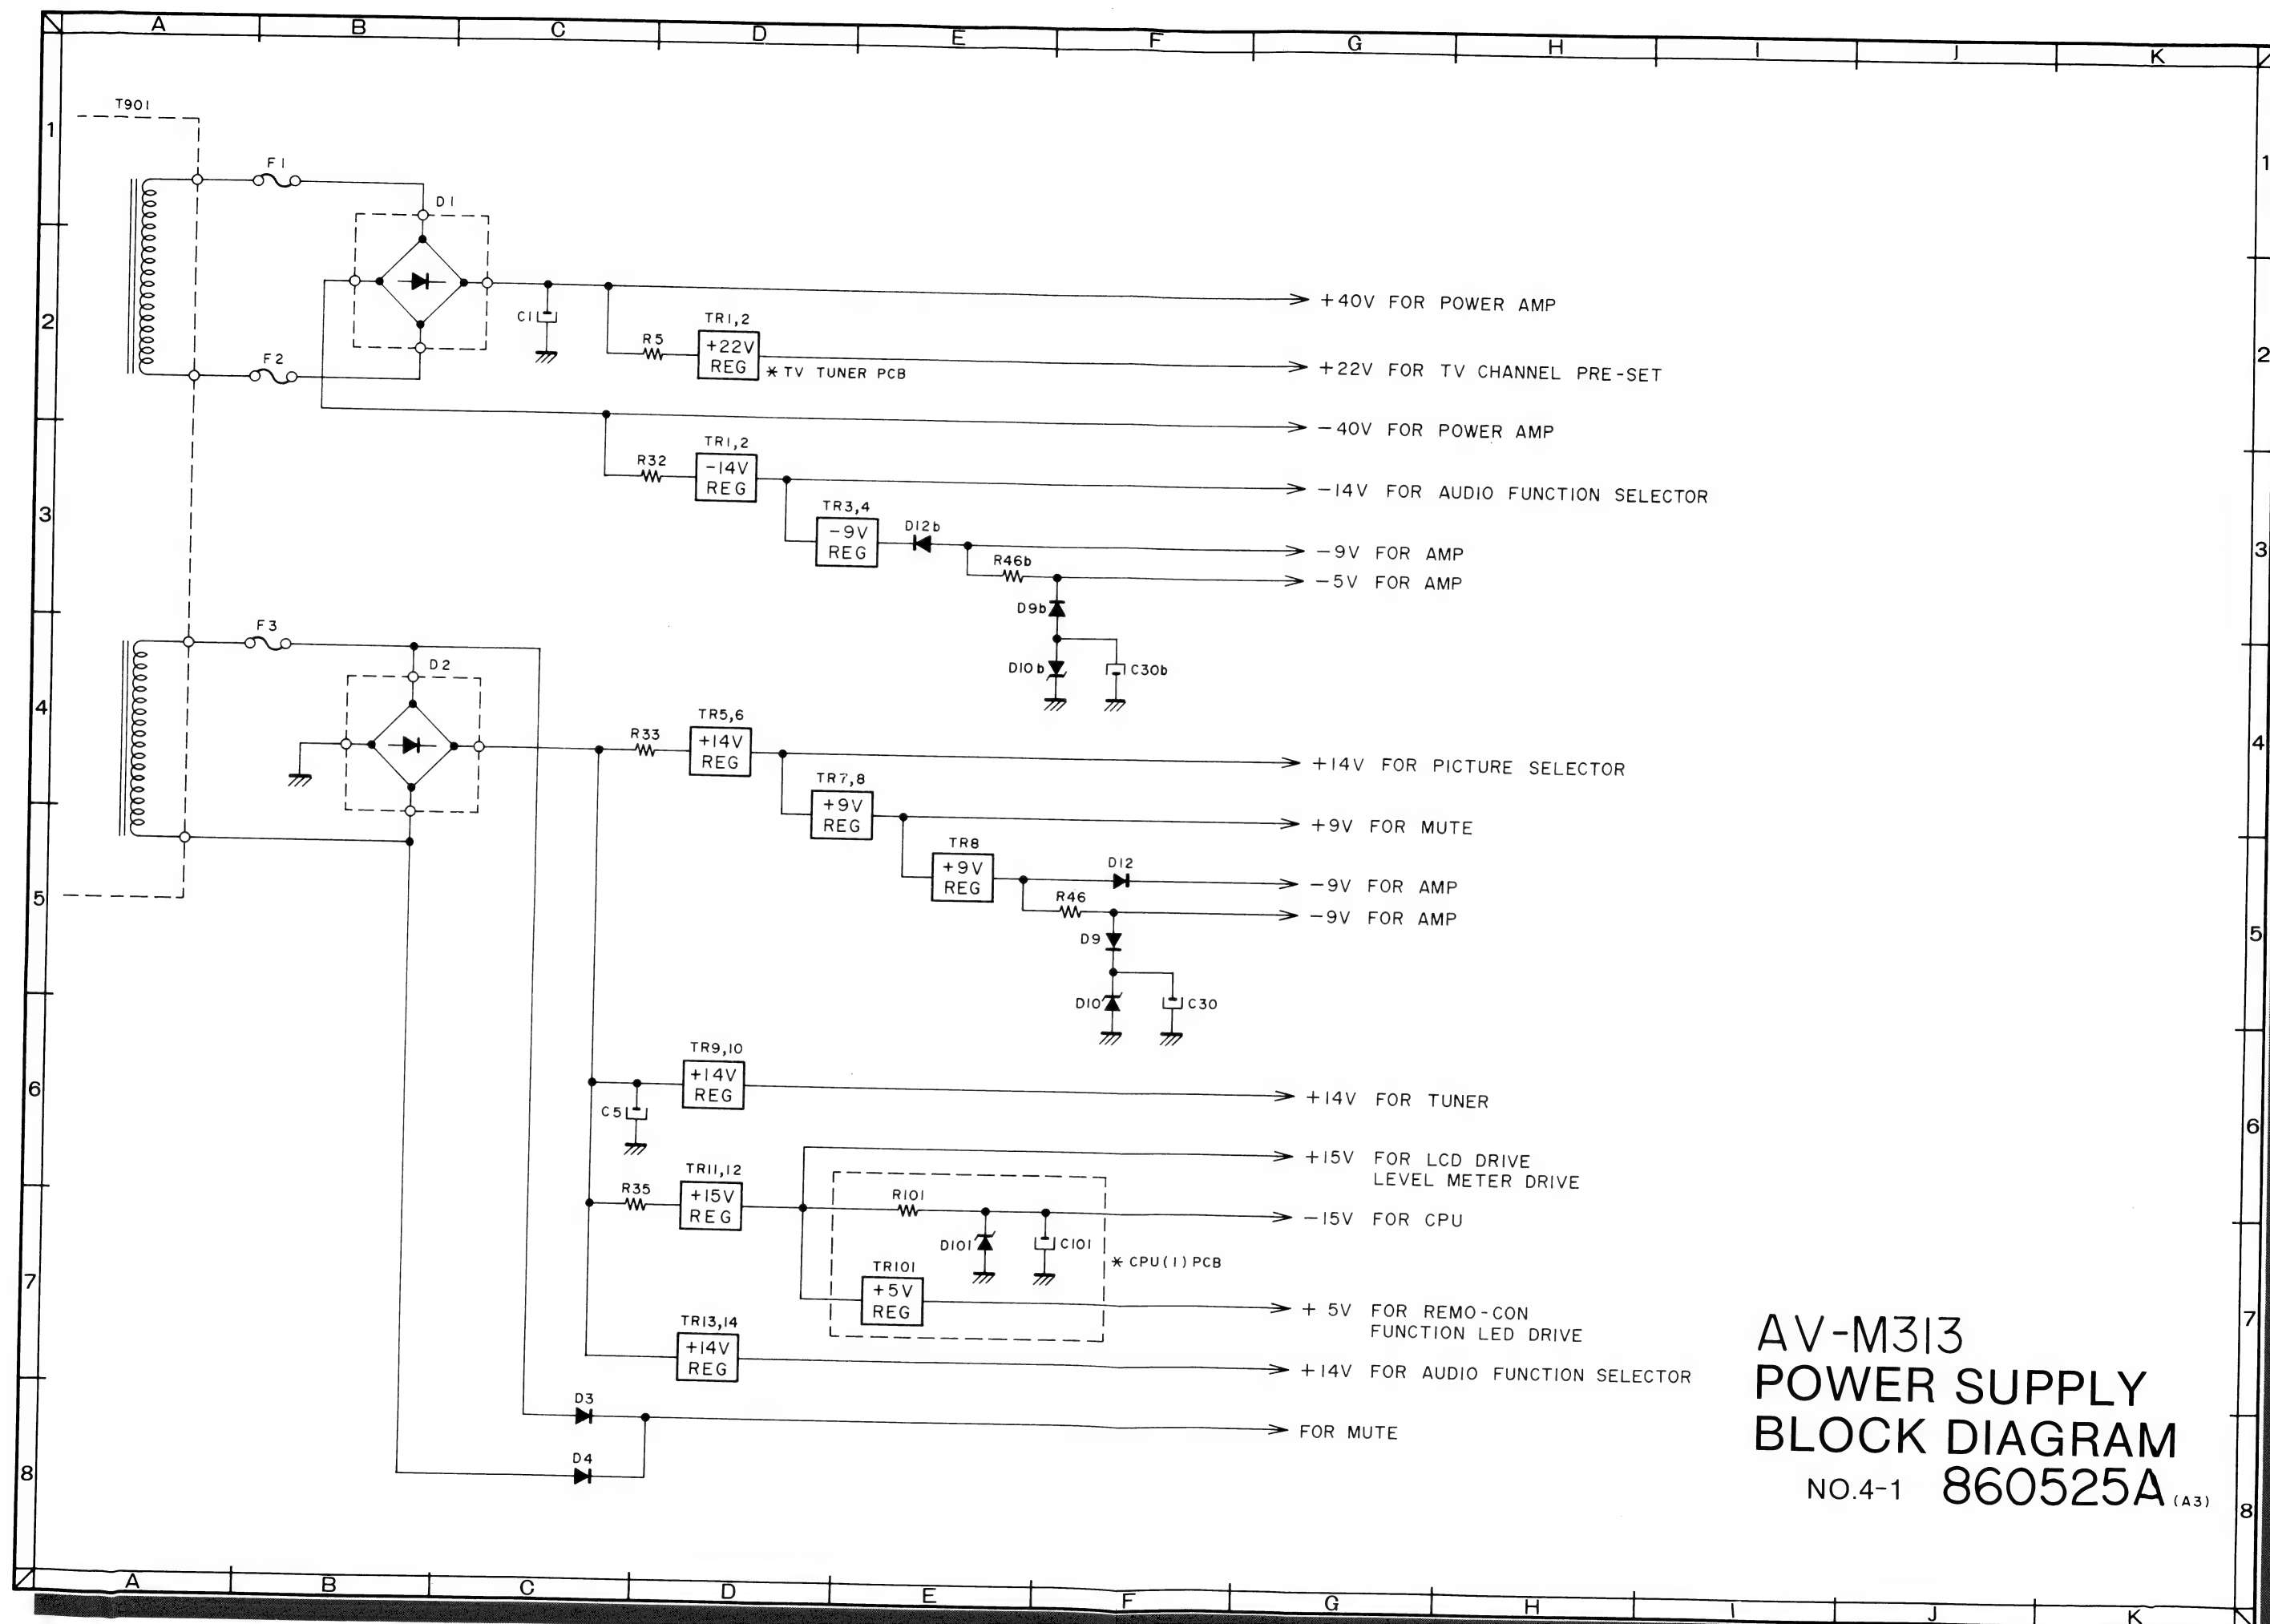 A B C D E F G H I J K
T901
1
F1
1
D1
+40V FOR POWER AMP
C1
TR1,2
2
R5
+22V
REG
F2
2
* TV TUNER PCB
+22V FOR TV CHANNEL PRE-SET
-40V FOR POWER AMP
TR1,2
R32
-14V
REG
-14V FOR AUDIO FUNCTION SELECTOR
3
TR3,4
-9V
REG
D12b
-9V FOR AMP
3
R46b
-5V FOR AMP
D9b
F3
D2
D10b
C30b
4
TR5,6
R33
+14V
REG
4
+14V FOR PICTURE SELECTOR
TR7,8
+9V
REG
+9V FOR MUTE
TR8
+9V
REG
D12
-9V FOR AMP
5
R46
-9V FOR AMP
D9
5
D10
C30
TR9,10
+14V
REG
6
C5
+14V FOR TUNER
6
+15V FOR LCD DRIVE
LEVEL METER DRIVE
TR11,12
R35
+15V
REG
R101
-15V FOR CPU
D101
C101
* CPU(1) PCB
7
TR101
+5V
REG
+ 5V FOR REMO-CON
FUNCTION LED DRIVE
7
TR13,14
+14V
REG
+14V FOR AUDIO FUNCTION SELECTOR
D3
FOR MUTE
D4
8
AV-M313
POWER SUPPLY
BLOCK DIAGRAM
NO.4-1 860525A (A3)
8
A B C D E F G H I J K